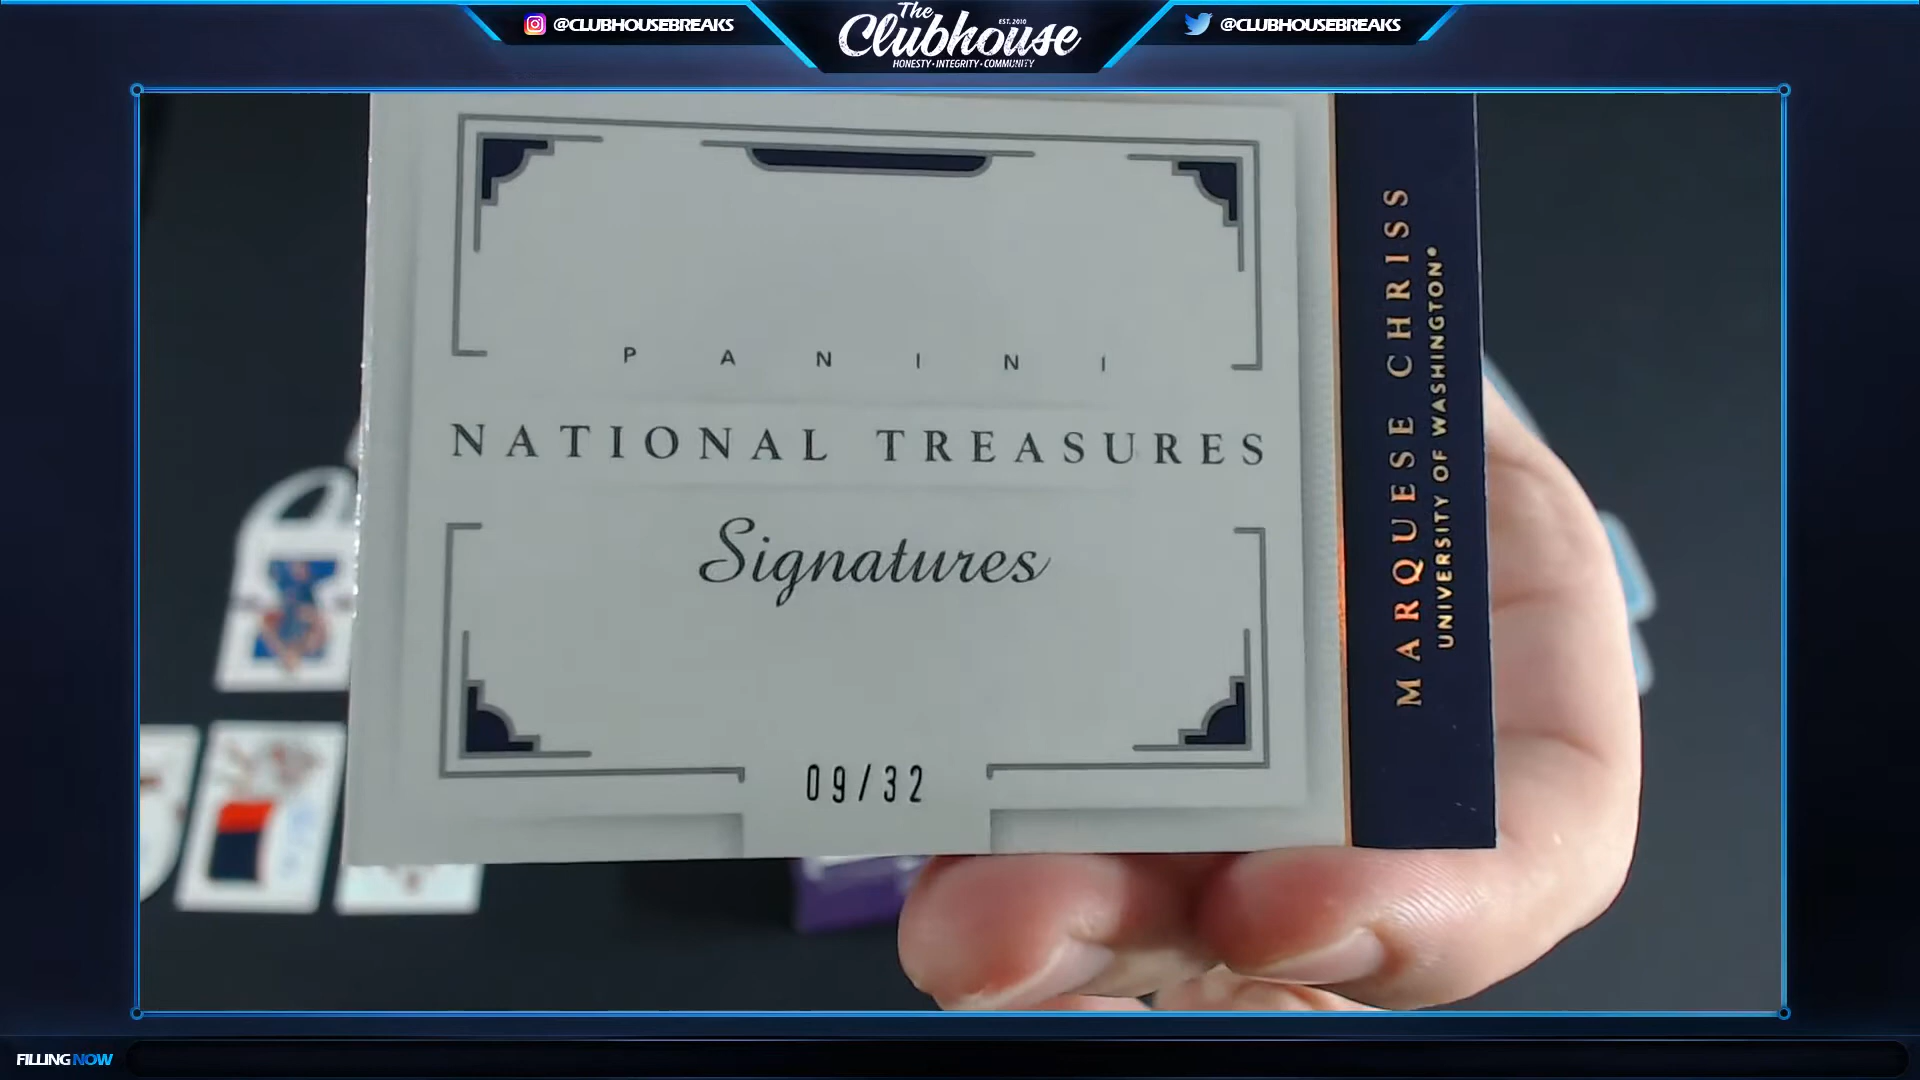 @CLUBHOUSEBREAKS
The
Clubhouse
EST. 2010
HONESTY • INTEGRITY • COMMUNITY
@CLUBHOUSEBREAKS
PANINI
NATIONAL TREASURES
Signatures
09/32
MARQUESE CHRISS
UNIVERSITY OF WASHINGTON®
FILLING NOW